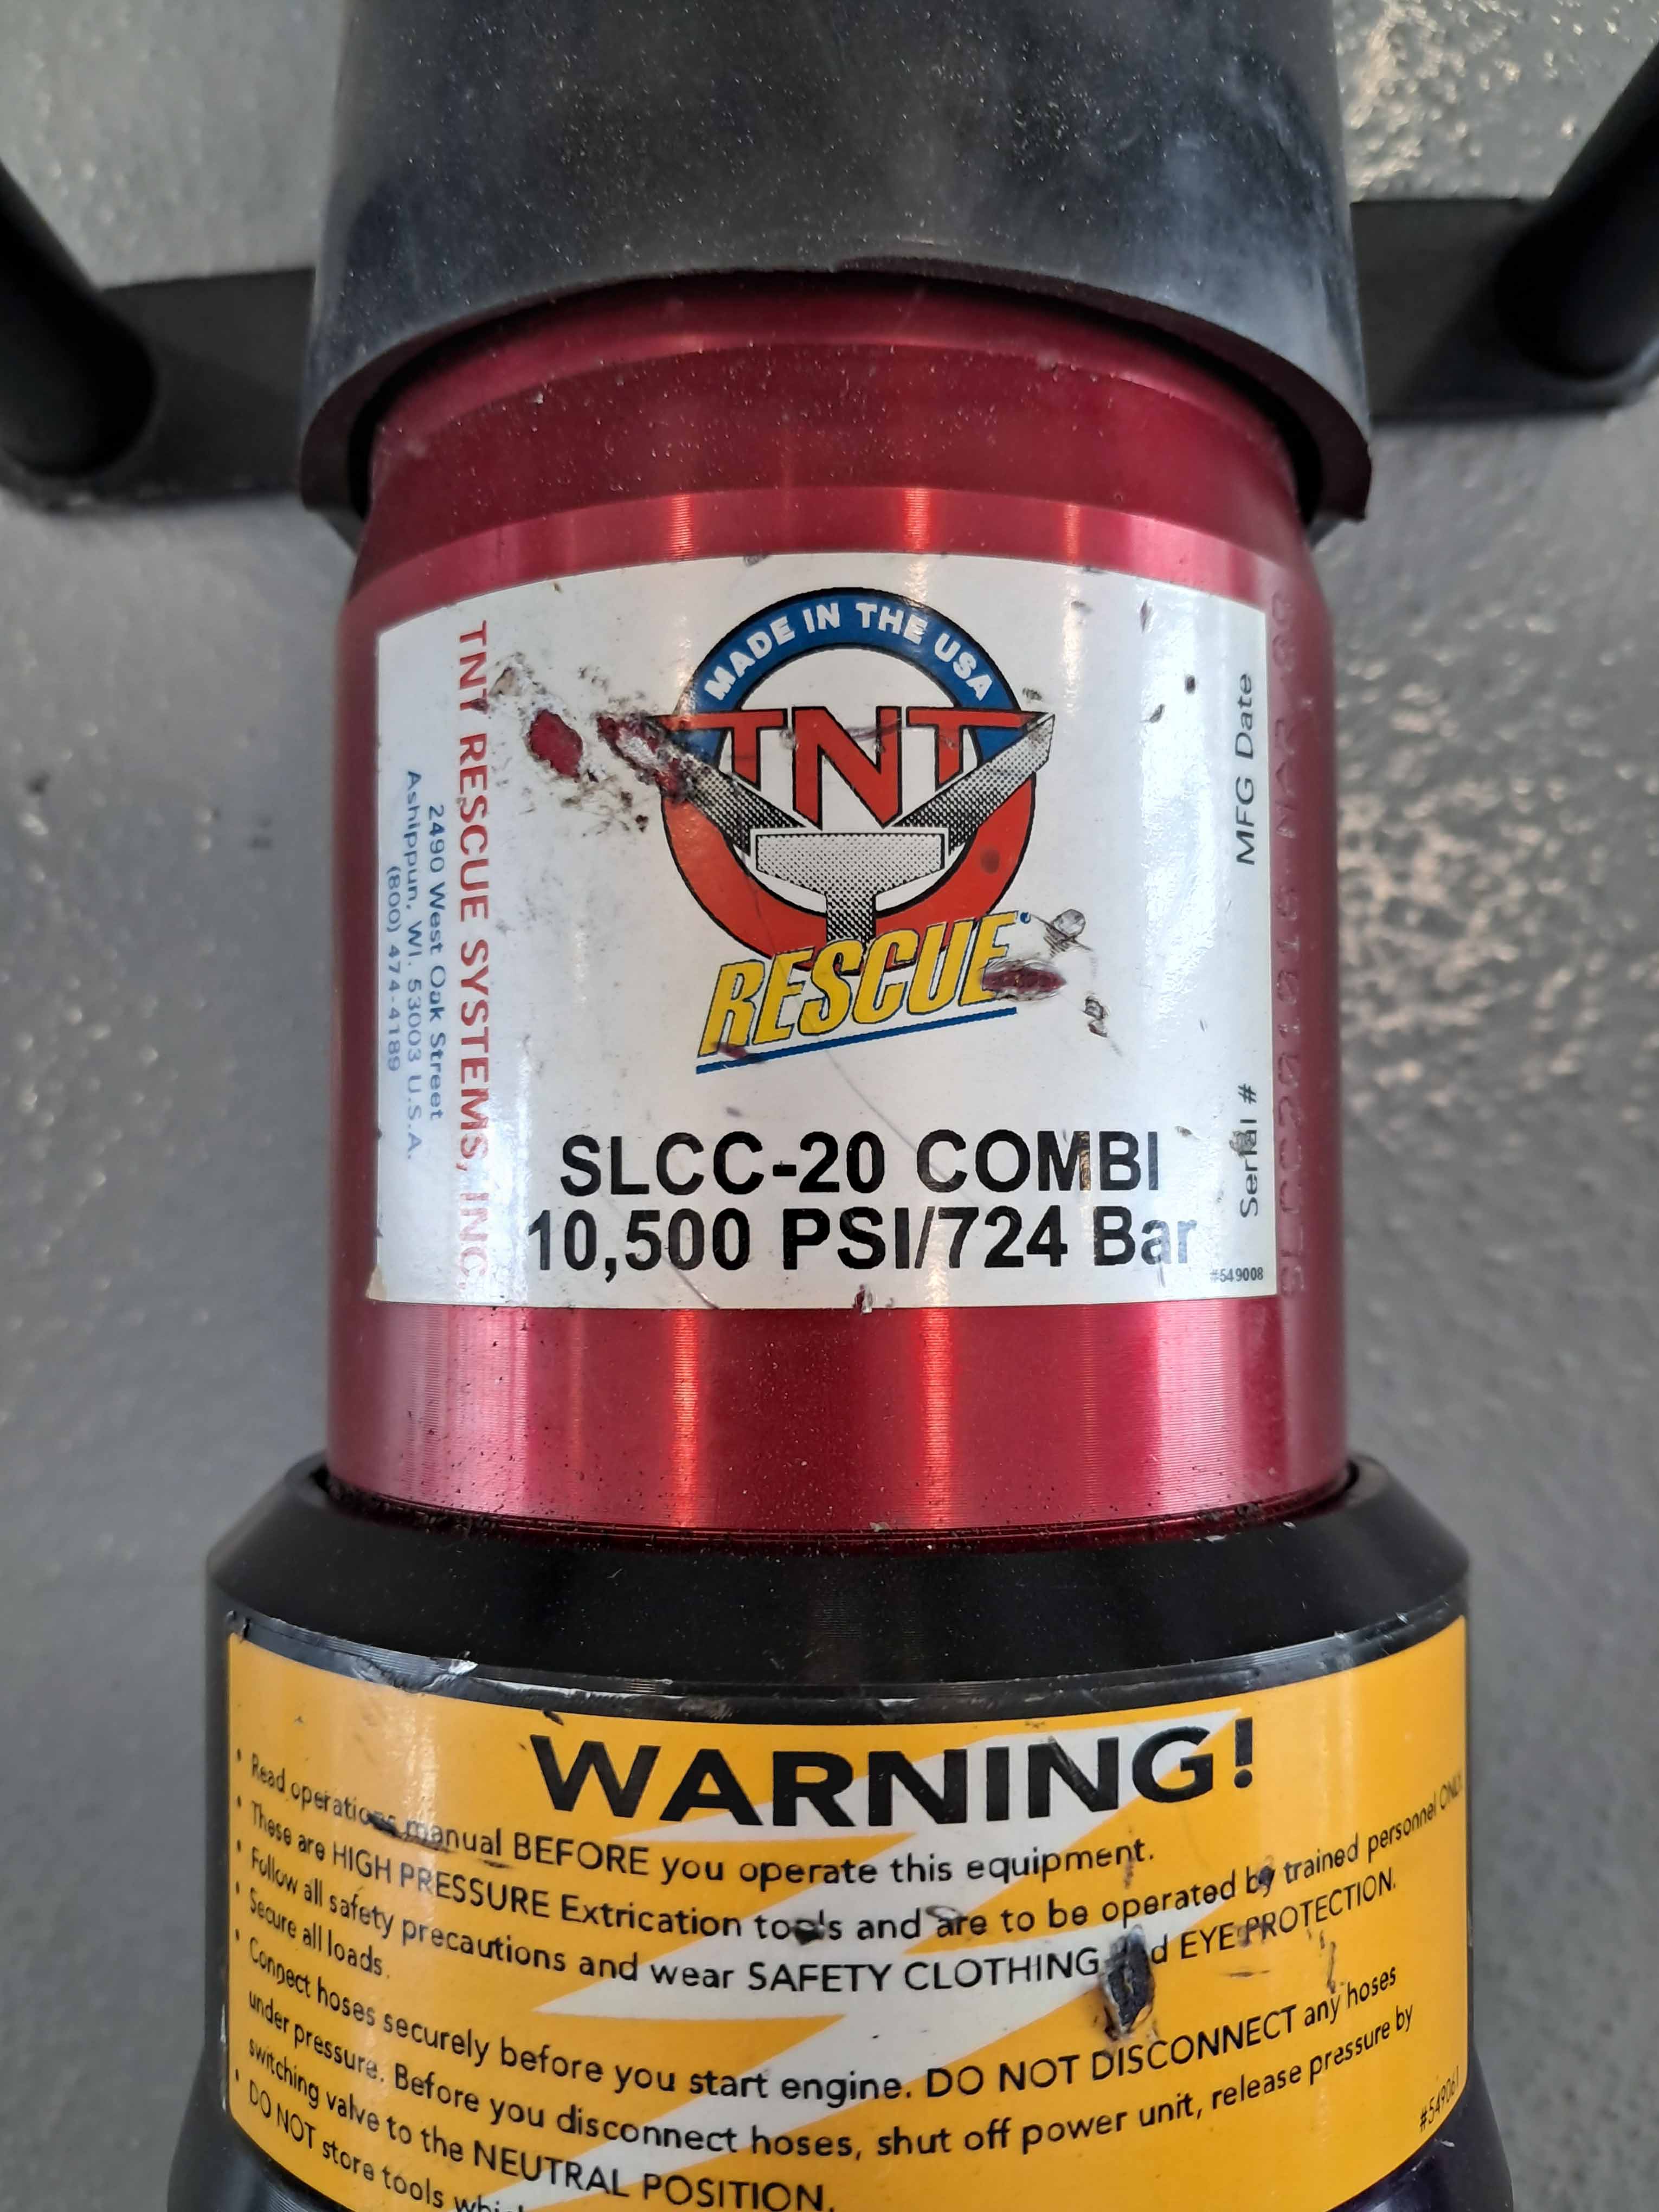 MADE IN THE USA
TNT
RESCUE
TNT RESCUE SYSTEMS, INC.
2490 West Oak Street
Ashippun, WI. 53003 U.S.A.
(800) 474-4189
SLCC-20 COMBI
10,500 PSI/724 Bar
MFG Date
Serial #
#549008
WARNING!
• Read operations manual BEFORE you operate this equipment.
• These are HIGH PRESSURE Extrication tools and are to be operated by trained personnel ONLY.
• Follow all safety precautions and wear SAFETY CLOTHING and EYE PROTECTION.
• Secure all loads.
• Connect hoses securely before you start engine. DO NOT DISCONNECT any hoses
under pressure. Before you disconnect hoses, shut off power unit, release pressure by
switching valve to the NEUTRAL POSITION.
• DO NOT store tools
#549061